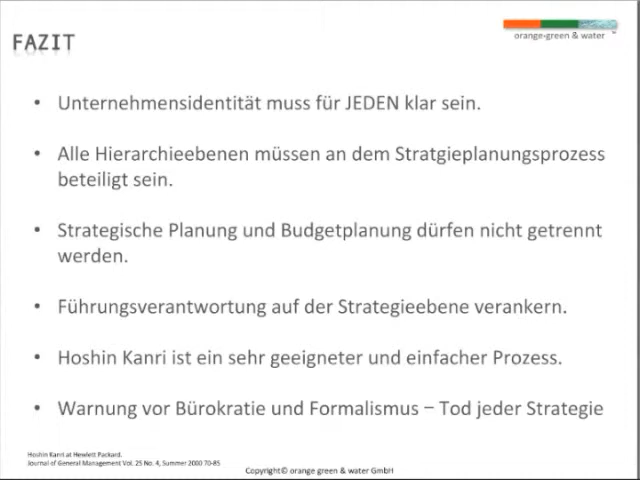 orange-green & water
FAZIT
• Unternehmensidentität muss für JEDEN klar sein.
• Alle Hierarchieebenen müssen an dem Stratgieplanungsprozess
beteiligt sein.
• Strategische Planung und Budgetplanung dürfen nicht getrennt
werden.
• Führungsverantwortung auf der Strategieebene verankern.
• Hoshin Kanri ist ein sehr geeigneter und einfacher Prozess.
• Warnung vor Bürokratie und Formalismus – Tod jeder Strategie
Hoshin Kanri at Hewlett Packard.
Journal of General Management Vol. 25 No. 4, Summer 2000 70-85
Copyright© orange green & water GmbH